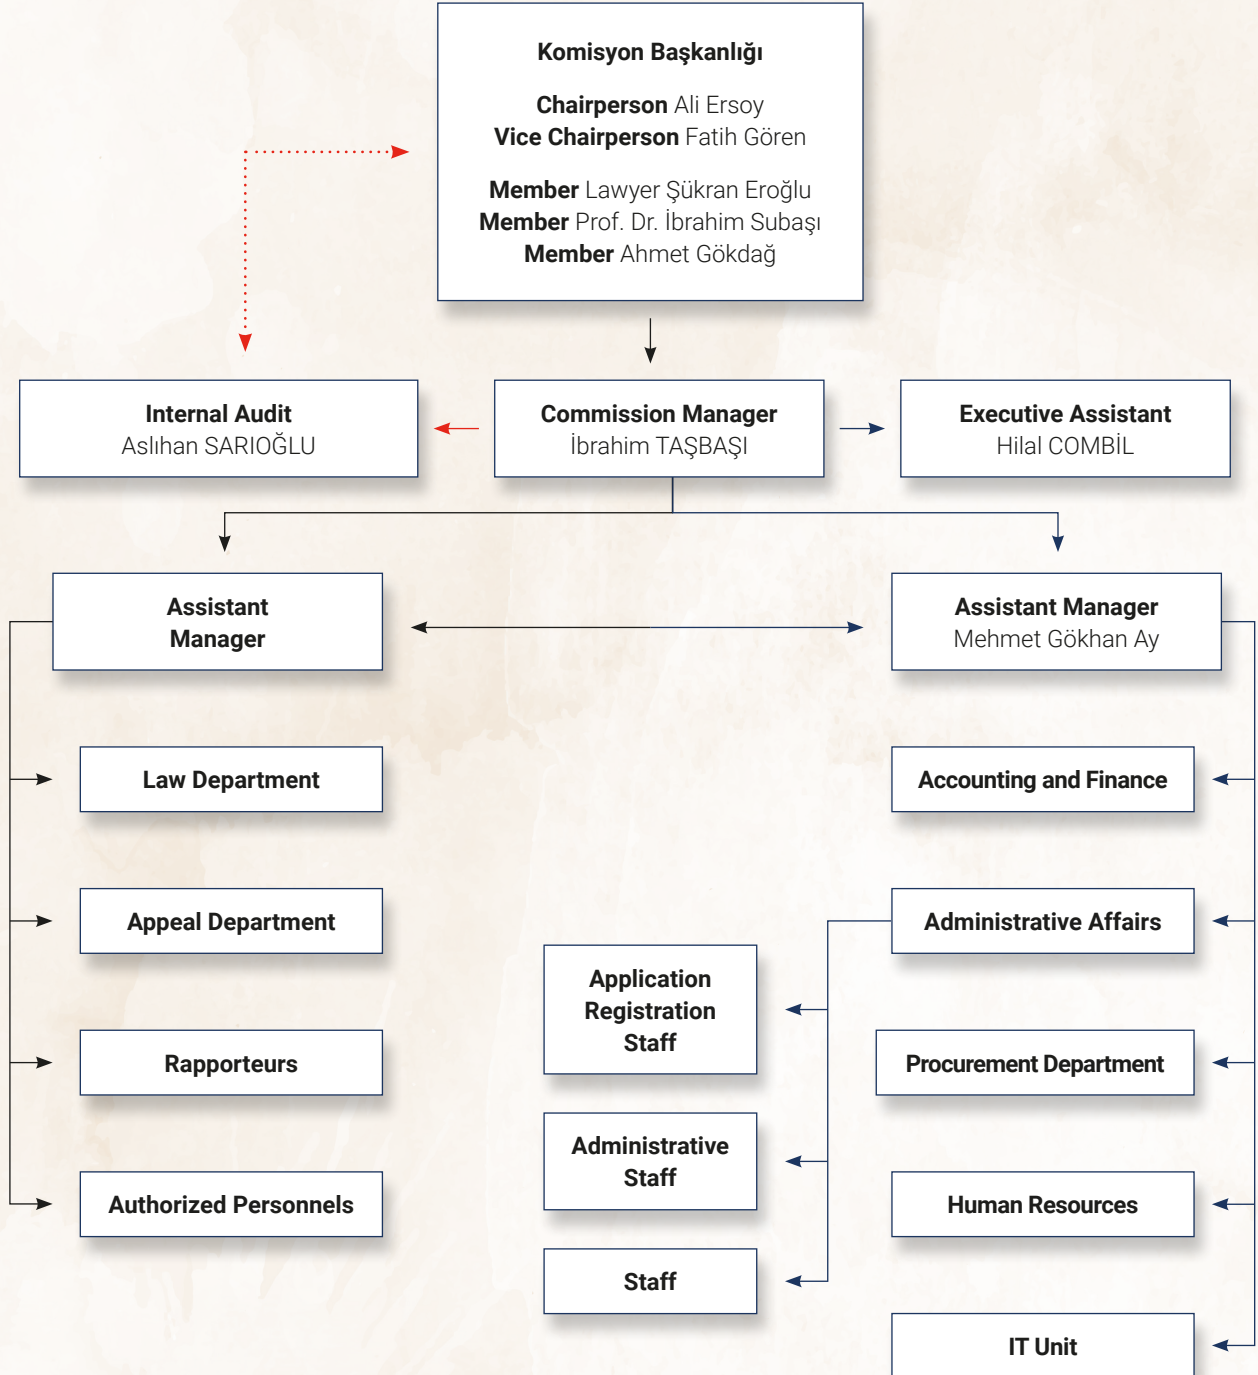 Komisyon Başkanlığı
Chairperson Ali Ersoy
Vice Chairperson Fatih Gören
Member Lawyer Şükran Eroğlu
Member Prof. Dr. İbrahim Subaşı
Member Ahmet Gökdağ
Internal Audit
Aslıhan SARIOĞLU
Commission Manager
İbrahim TAŞBAŞI
Executive Assistant
Hilal COMBİL
Assistant
Manager
Assistant Manager
Mehmet Gökhan Ay
Law Department
Appeal Department
Rapporteurs
Authorized Personnels
Accounting and Finance
Administrative Affairs
Application
Registration
Staff
Administrative
Staff
Staff
Procurement Department
Human Resources
IT Unit